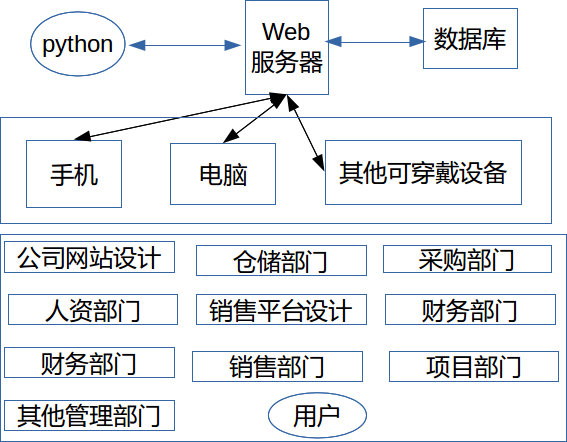 python
Web
服务器
数据库
手机
电脑
其他可穿戴设备
公司网站设计
仓储部门
采购部门
人资部门
销售平台设计
财务部门
财务部门
销售部门
项目部门
其他管理部门
用户